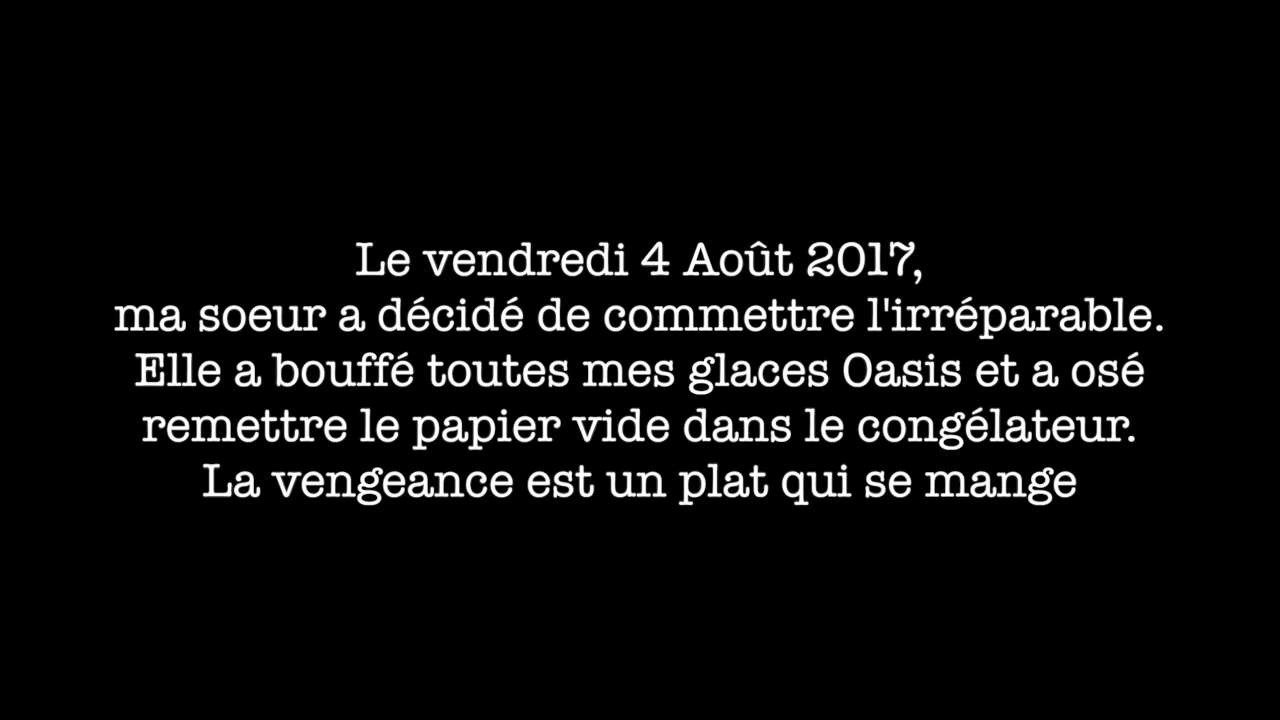 Le vendredi 4 Août 2017,
ma soeur a décidé de commettre l'irréparable.
Elle a bouffé toutes mes glaces Oasis et a osé
remettre le papier vide dans le congélateur.
La vengeance est un plat qui se mange